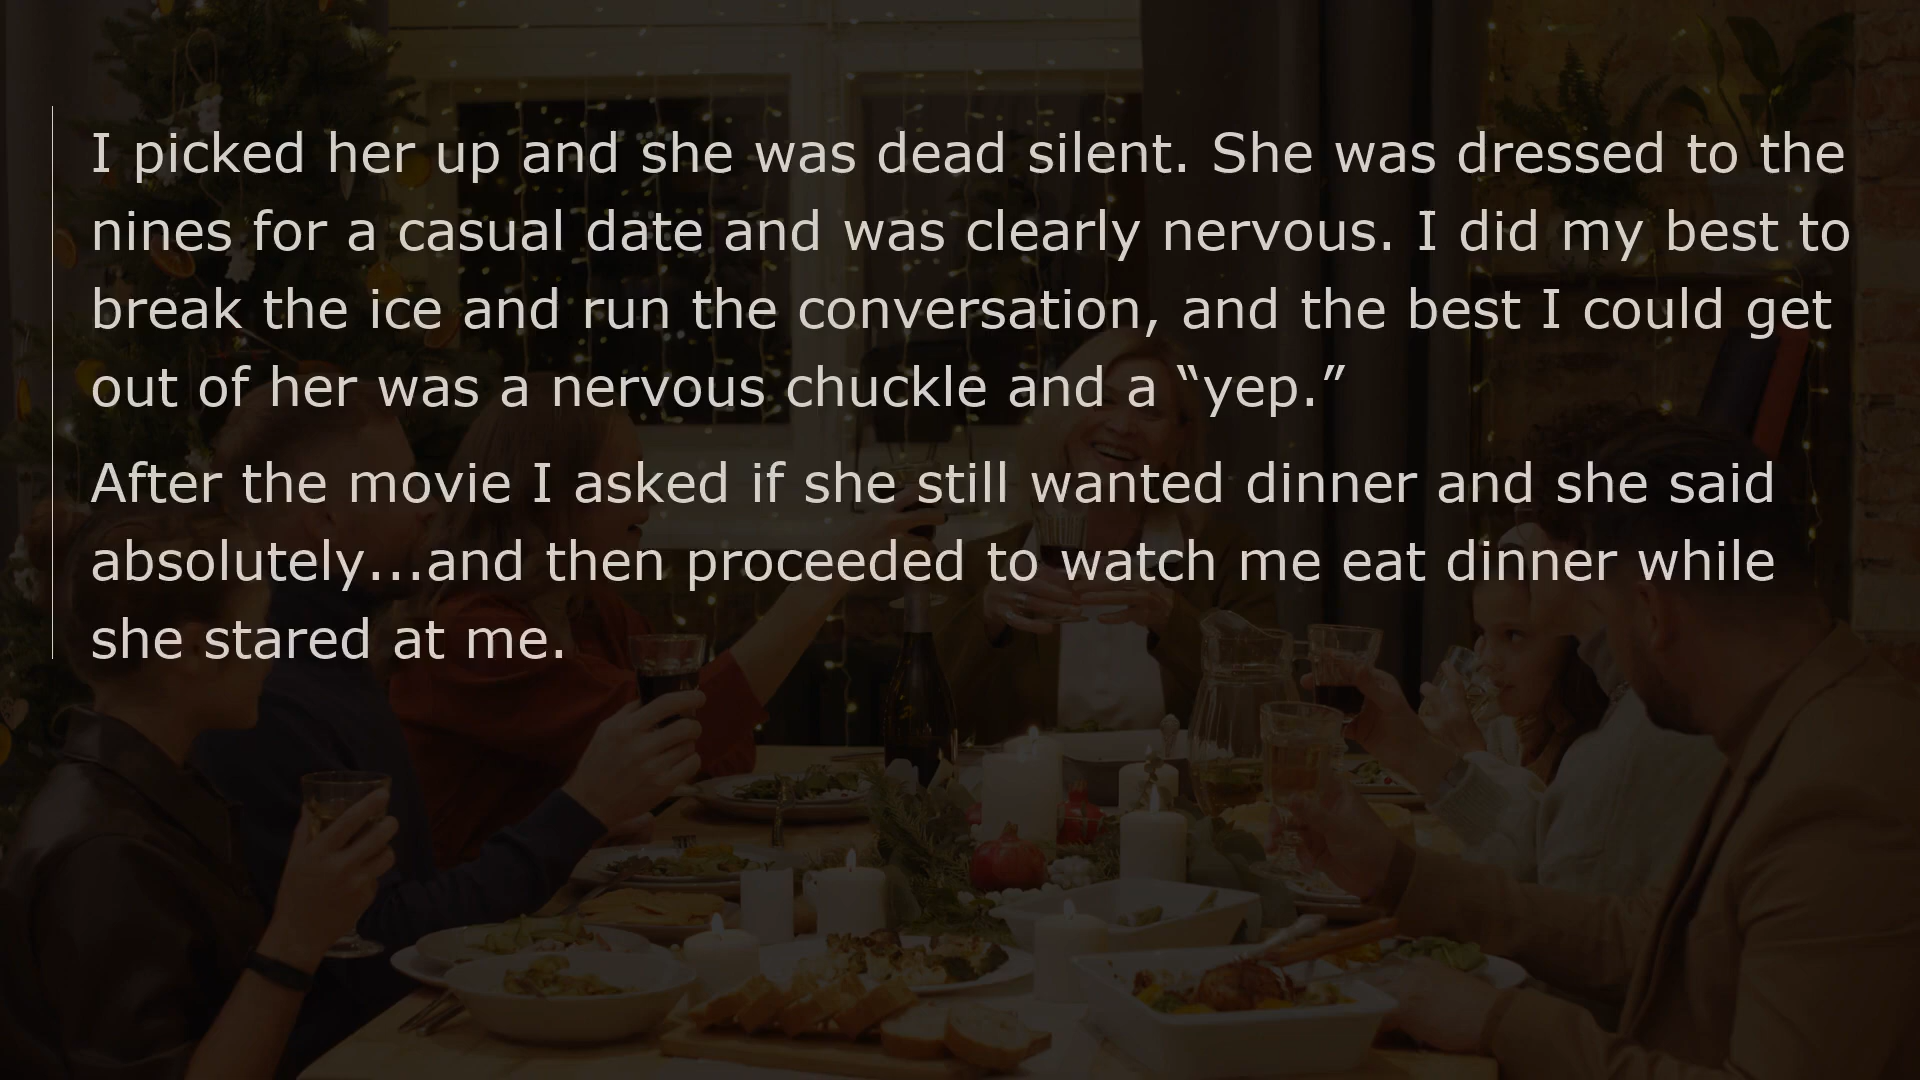 I picked her up and she was dead silent. She was dressed to the
nines for a casual date and was clearly nervous. I did my best to
break the ice and run the conversation, and the best I could get
out of her was a nervous chuckle and a “yep.”
After the movie I asked if she still wanted dinner and she said
absolutely...and then proceeded to watch me eat dinner while
she stared at me.